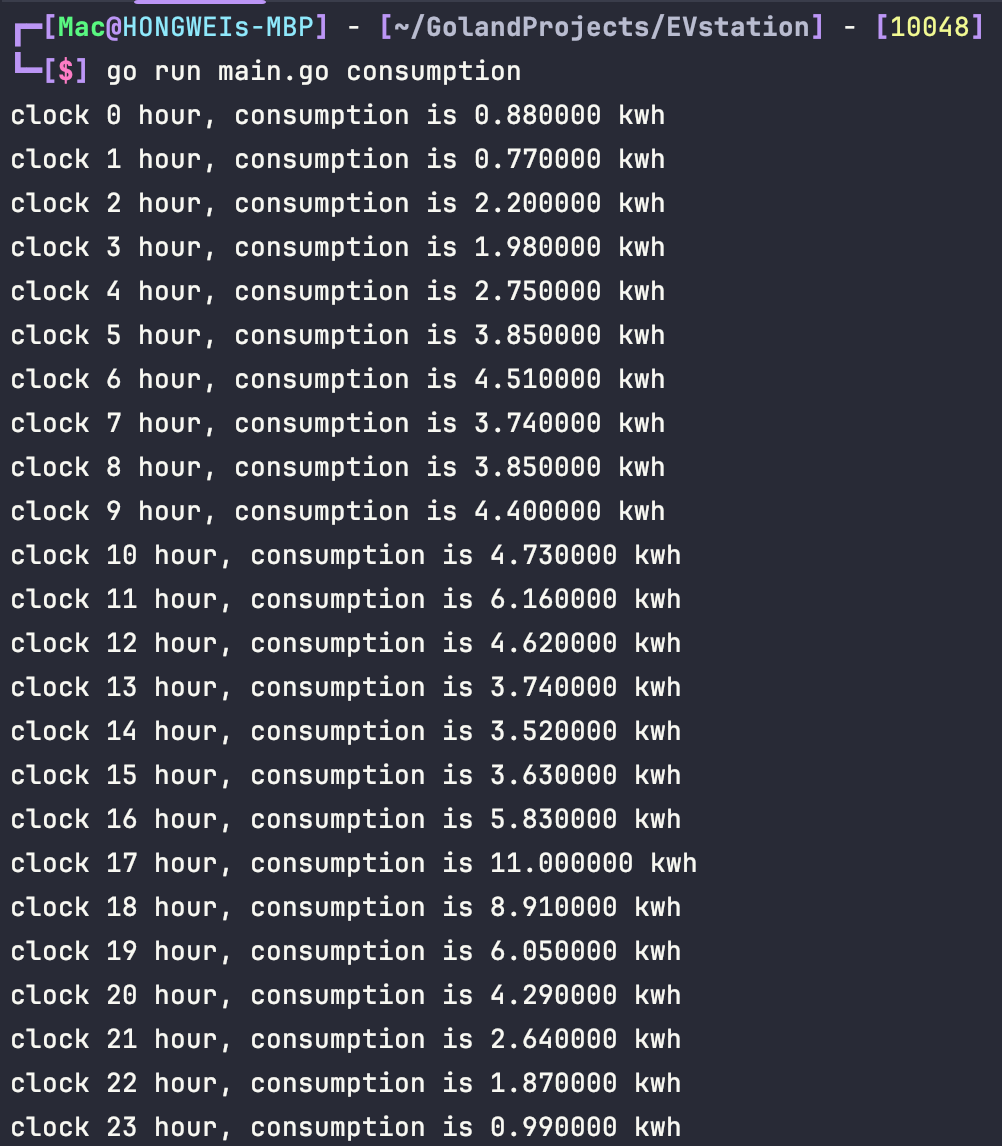 ┌─[Mac@HONGWEIs-MBP] - [~/GolandProjects/EVstation] - [10048]
└─[$] go run main.go consumption
clock 0 hour, consumption is 0.880000 kwh
clock 1 hour, consumption is 0.770000 kwh
clock 2 hour, consumption is 2.200000 kwh
clock 3 hour, consumption is 1.980000 kwh
clock 4 hour, consumption is 2.750000 kwh
clock 5 hour, consumption is 3.850000 kwh
clock 6 hour, consumption is 4.510000 kwh
clock 7 hour, consumption is 3.740000 kwh
clock 8 hour, consumption is 3.850000 kwh
clock 9 hour, consumption is 4.400000 kwh
clock 10 hour, consumption is 4.730000 kwh
clock 11 hour, consumption is 6.160000 kwh
clock 12 hour, consumption is 4.620000 kwh
clock 13 hour, consumption is 3.740000 kwh
clock 14 hour, consumption is 3.520000 kwh
clock 15 hour, consumption is 3.630000 kwh
clock 16 hour, consumption is 5.830000 kwh
clock 17 hour, consumption is 11.000000 kwh
clock 18 hour, consumption is 8.910000 kwh
clock 19 hour, consumption is 6.050000 kwh
clock 20 hour, consumption is 4.290000 kwh
clock 21 hour, consumption is 2.640000 kwh
clock 22 hour, consumption is 1.870000 kwh
clock 23 hour, consumption is 0.990000 kwh